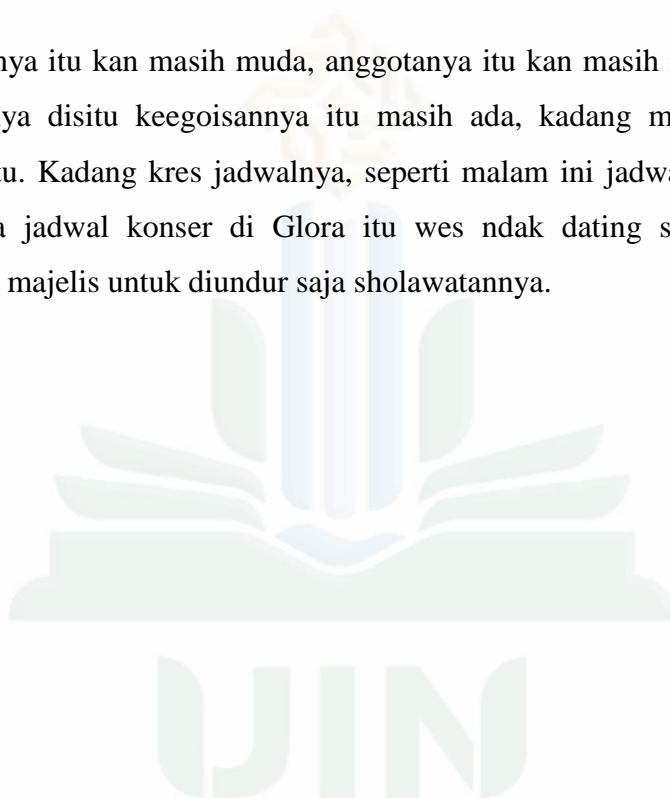 nya itu kan masih muda, anggotanya itu kan masih
ya disitu keegoisannya itu masih ada, kadang m
tu. Kadang kres jadwalnya, seperti malam ini jadwa
a jadwal konser di Glora itu wes ndak dating s
majelis untuk diundur saja sholawatannya.
UIN